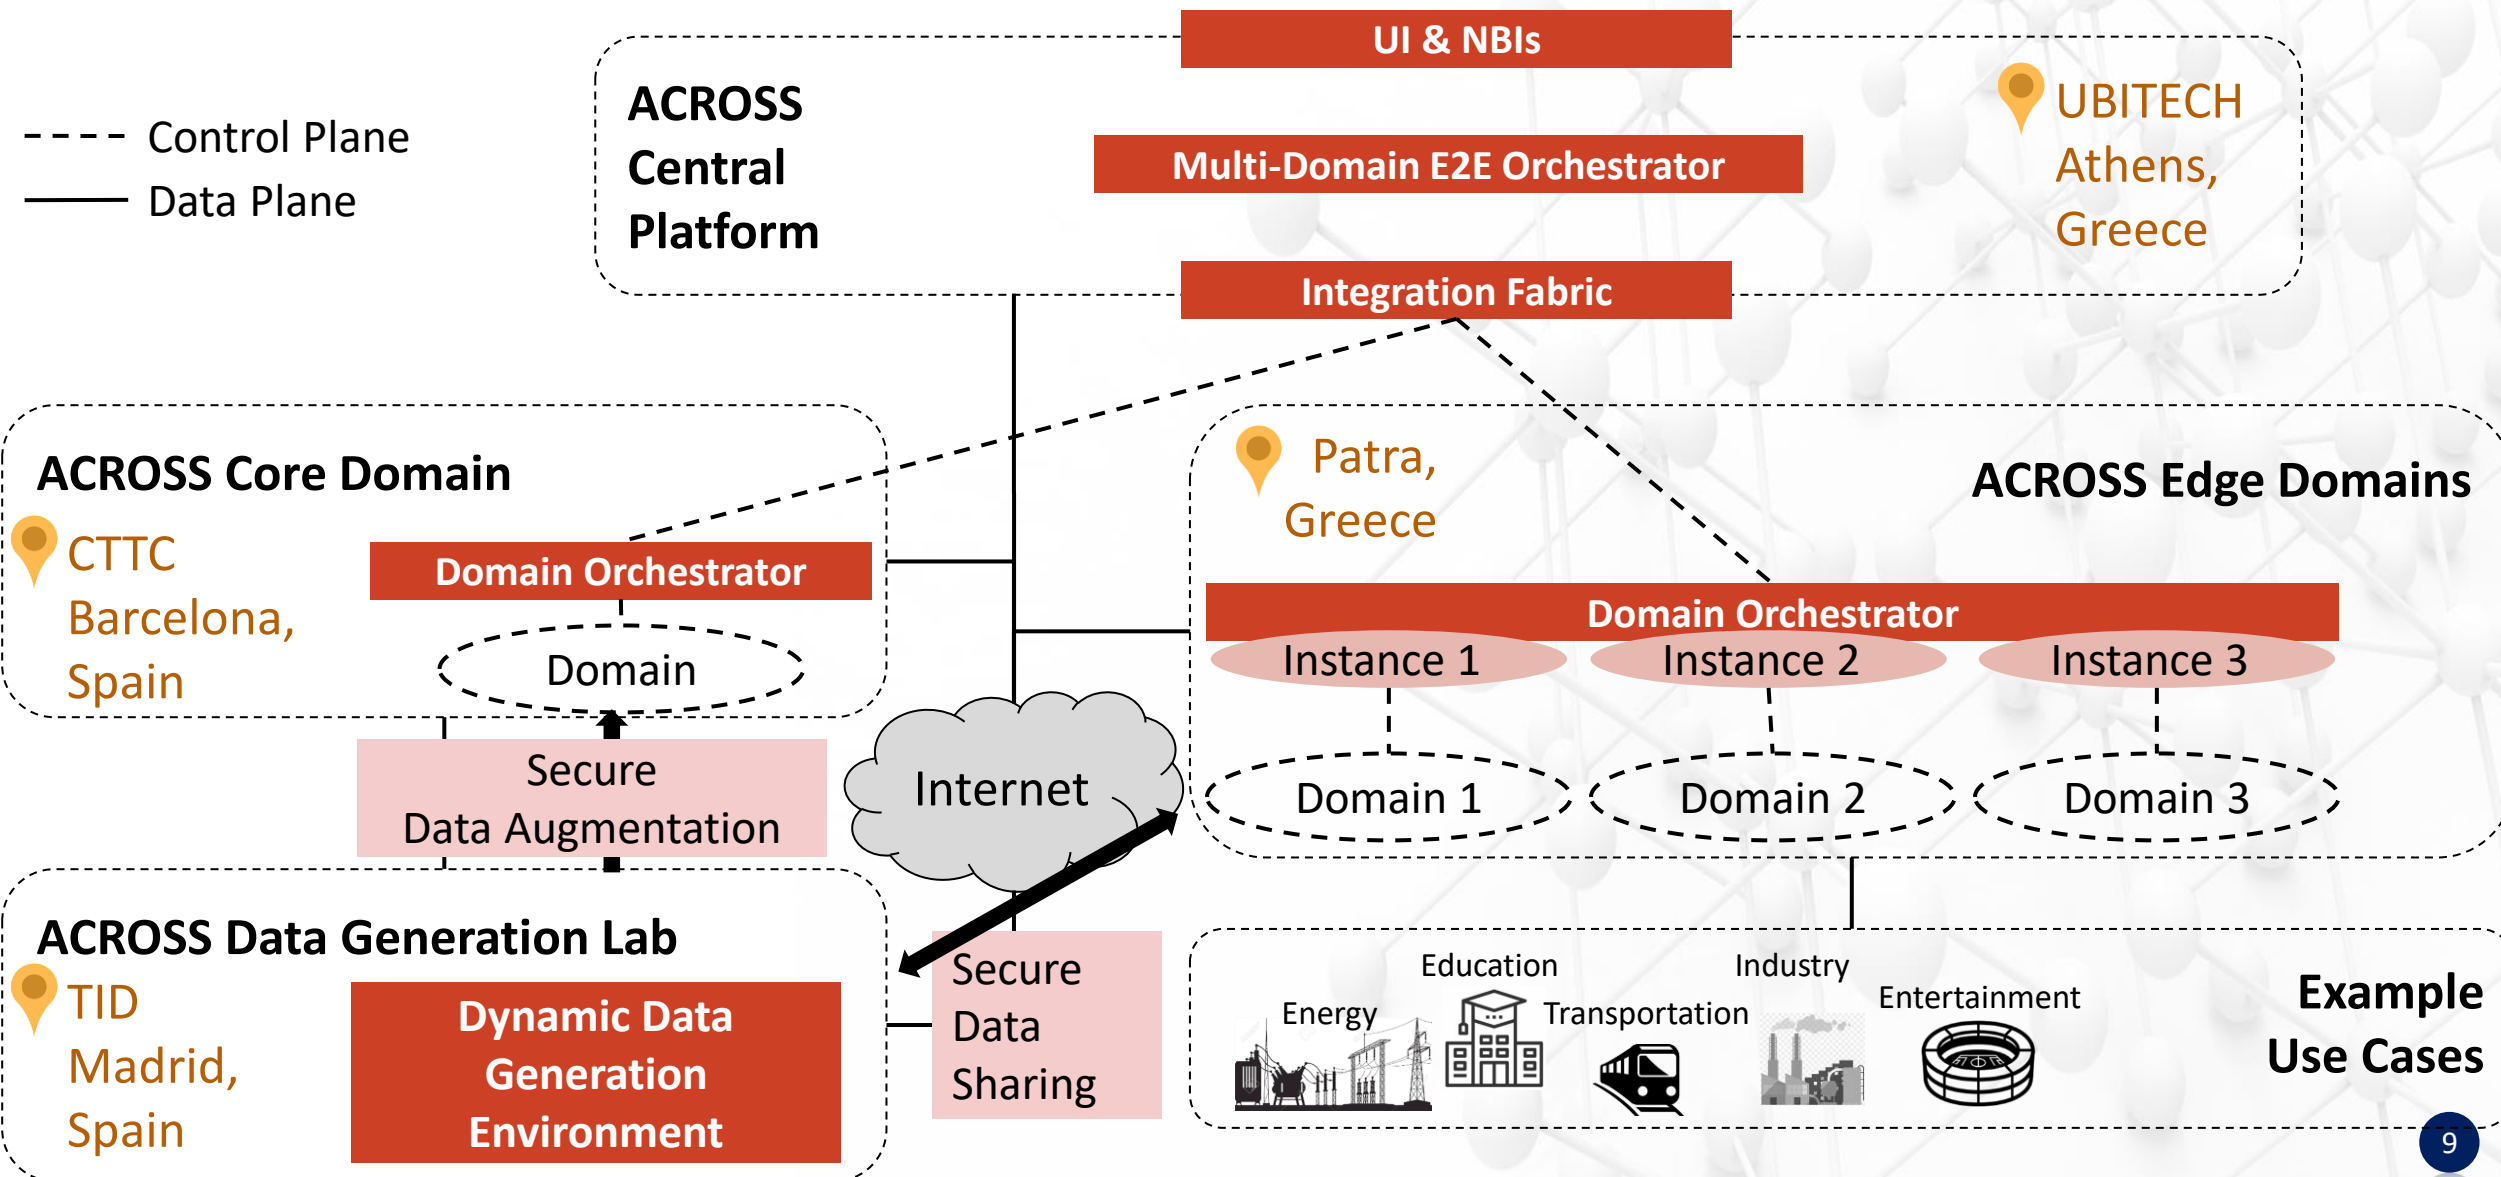 UI & NBIs
ACROSS
Central
Platform
Multi-Domain E2E Orchestrator
Integration Fabric
UBITECH
Athens,
Greece
Control Plane
Data Plane
ACROSS Core Domain
CTTC
Barcelona,
Spain
Domain Orchestrator
Domain
Patra,
Greece
ACROSS Edge Domains
Domain Orchestrator
Instance 1
Instance 2
Instance 3
Domain 1
Domain 2
Domain 3
Secure
Data Augmentation
Internet
ACROSS Data Generation Lab
TID
Madrid,
Spain
Dynamic Data
Generation
Environment
Secure
Data
Sharing
Energy
Education
Transportation
Industry
Entertainment
Example
Use Cases
9